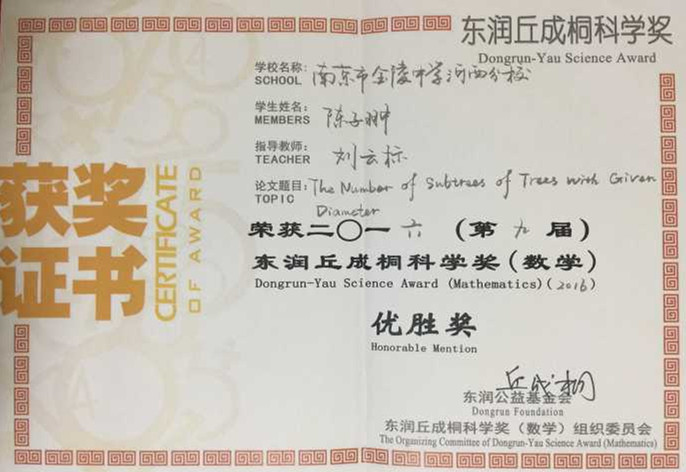 东润丘成桐科学奖
Dongrun-Yau Science Award
学校名称: 南京市金陵中学河西分校
SCHOOL
学生姓名: 陈子翀
MEMBERS
指导教师: 刘云标
TEACHER
论文题目: The Number of Subtrees of Trees with Given
TOPIC Diameter
获奖
证书
CERTIFICATE
OF AWARD
荣获二〇一六(第九届)
东润丘成桐科学奖(数学)
Dongrun-Yau Science Award (Mathematics)(2016)
优胜奖
Honorable Mention
丘成桐
东润公益基金会
Dongrun Foundation
东润丘成桐科学奖(数学)组织委员会
The Organizing Committee of Dongrun-Yau Science Award (Mathematics)